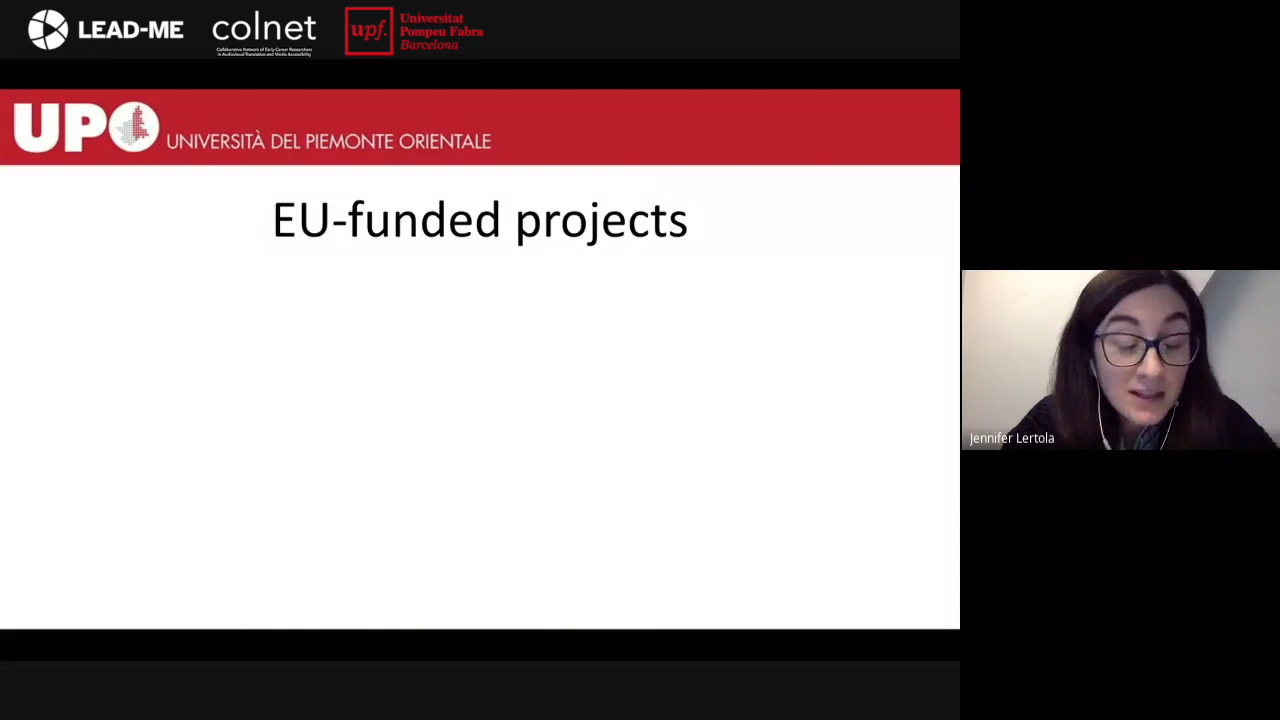 LEAD-ME
colnet
Collaborative Network of Early-Career Researchers
in Audiovisual Translation and Media Accessibility
upf.
Universitat
Pompeu Fabra
Barcelona
UPO
UNIVERSITÀ DEL PIEMONTE ORIENTALE
EU-funded projects
Jennifer Lertola